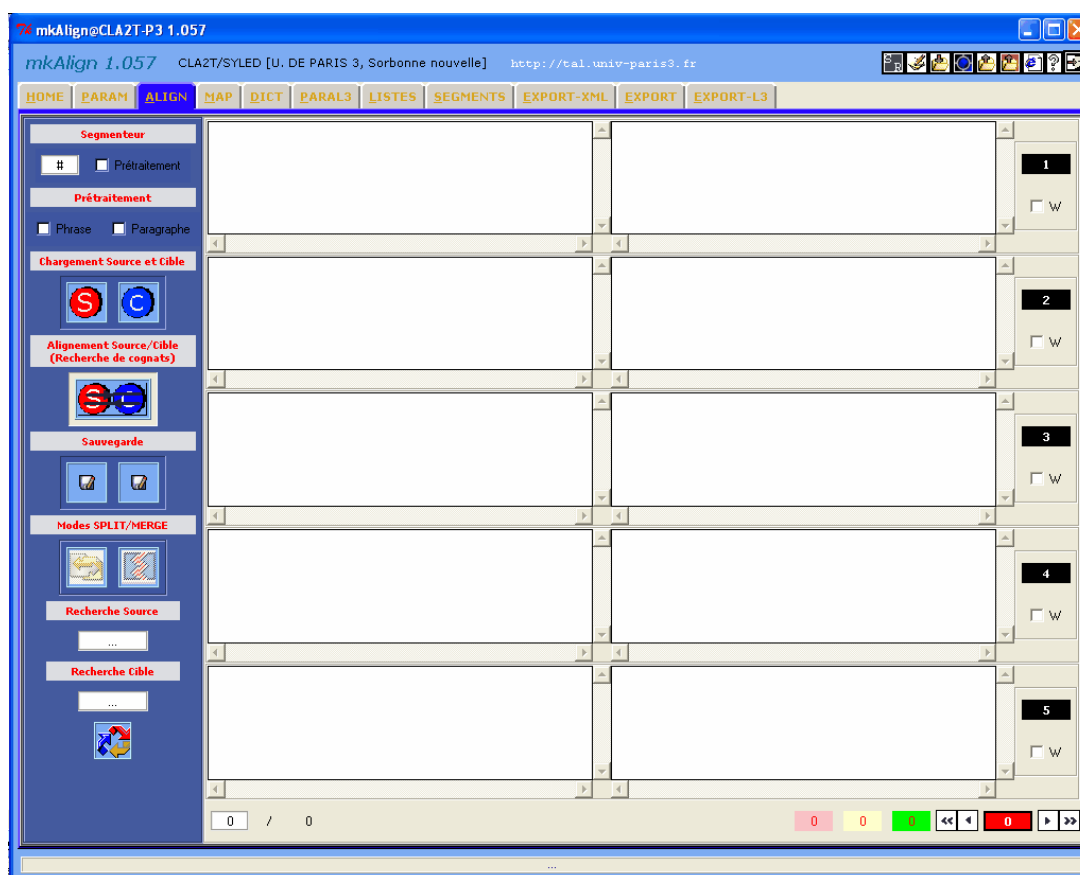 mkAlign@CLA2T-P3 1.057
mkAlign 1.057 CLA2T/SYLED [U. DE PARIS 3, Sorbonne nouvelle] http://tal.univ-paris3.fr
HOME PARAM ALIGN MAP DICT PARAL3 LISTES SEGMENTS EXPORT-XML EXPORT EXPORT-L3
Segmenteur
# Prétraitement
Prétraitement
Phrase Paragraphe
Chargement Source et Cible
S C
Alignement Source/Cible
(Recherche de cognats)
S C
Sauvegarde
Modes SPLIT/MERGE
Recherche Source
...
Recherche Cible
...
1
W
2
W
3
W
4
W
5
W
0 / 0
0 0 0 0
...